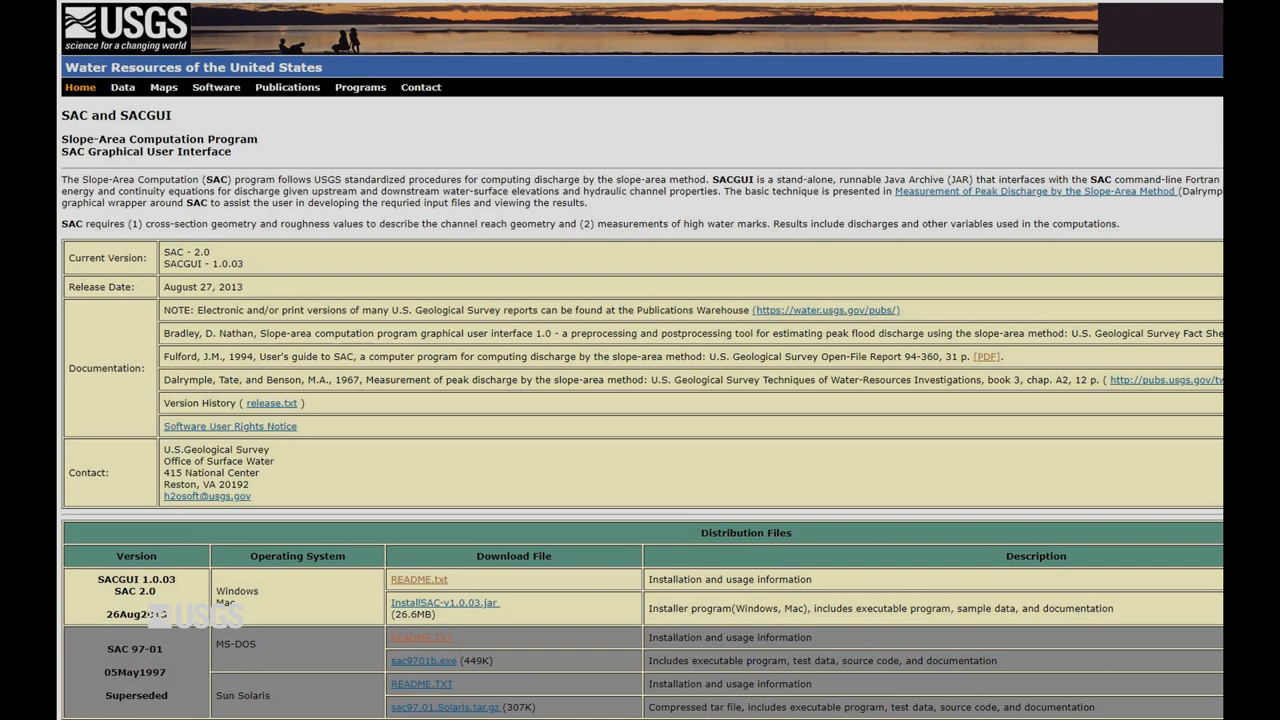 USGS
science for a changing world
Water Resources of the United States
Home Data Maps Software Publications Programs Contact
SAC and SACGUI
Slope-Area Computation Program
SAC Graphical User Interface
The Slope-Area Computation (SAC) program follows USGS standardized procedures for computing discharge by the slope-area method. SACGUI is a stand-alone, runnable Java Archive (JAR) that interfaces with the SAC command-line Fortran
energy and continuity equations for discharge given upstream and downstream water-surface elevations and hydraulic channel properties. The basic technique is presented in Measurement of Peak Discharge by the Slope-Area Method (Dalrymp
graphical wrapper around SAC to assist the user in developing the requried input files and viewing the results.
SAC requires (1) cross-section geometry and roughness values to describe the channel reach geometry and (2) measurements of high water marks. Results include discharges and other variables used in the computations.
Current Version:
SAC - 2.0
SACGUI - 1.0.03
Release Date:
August 27, 2013
Documentation:
NOTE: Electronic and/or print versions of many U.S. Geological Survey reports can be found at the Publications Warehouse (https://water.usgs.gov/pubs/)
Bradley, D. Nathan, Slope-area computation program graphical user interface 1.0 - a preprocessing and postprocessing tool for estimating peak flood discharge using the slope-area method: U.S. Geological Survey Fact She
Fulford, J.M., 1994, User's guide to SAC, a computer program for computing discharge by the slope-area method: U.S. Geological Survey Open-File Report 94-360, 31 p. [PDF].
Dalrymple, Tate, and Benson, M.A., 1967, Measurement of peak discharge by the slope-area method: U.S. Geological Survey Techniques of Water-Resources Investigations, book 3, chap. A2, 12 p. ( http://pubs.usgs.gov/tw
Version History ( release.txt )
Software User Rights Notice
Contact:
U.S.Geological Survey
Office of Surface Water
415 National Center
Reston, VA 20192
h2osoft@usgs.gov
Distribution Files
Version Operating System Download File Description
SACGUI 1.0.03
SAC 2.0
26Aug2013
Windows
Mac
README.txt Installation and usage information
InstallSAC-v1.0.03.jar
(26.6MB)
Installer program(Windows, Mac), includes executable program, sample data, and documentation
USGS
SAC 97-01
05May1997
Superseded
MS-DOS
README.TXT Installation and usage information
sac9701b.exe (449K) Includes executable program, test data, source code, and documentation
Sun Solaris
README.TXT Installation and usage information
sac97.01.Solaris.tar.gz (307K) Compressed tar file, includes executable program, test data, source code, and documentation